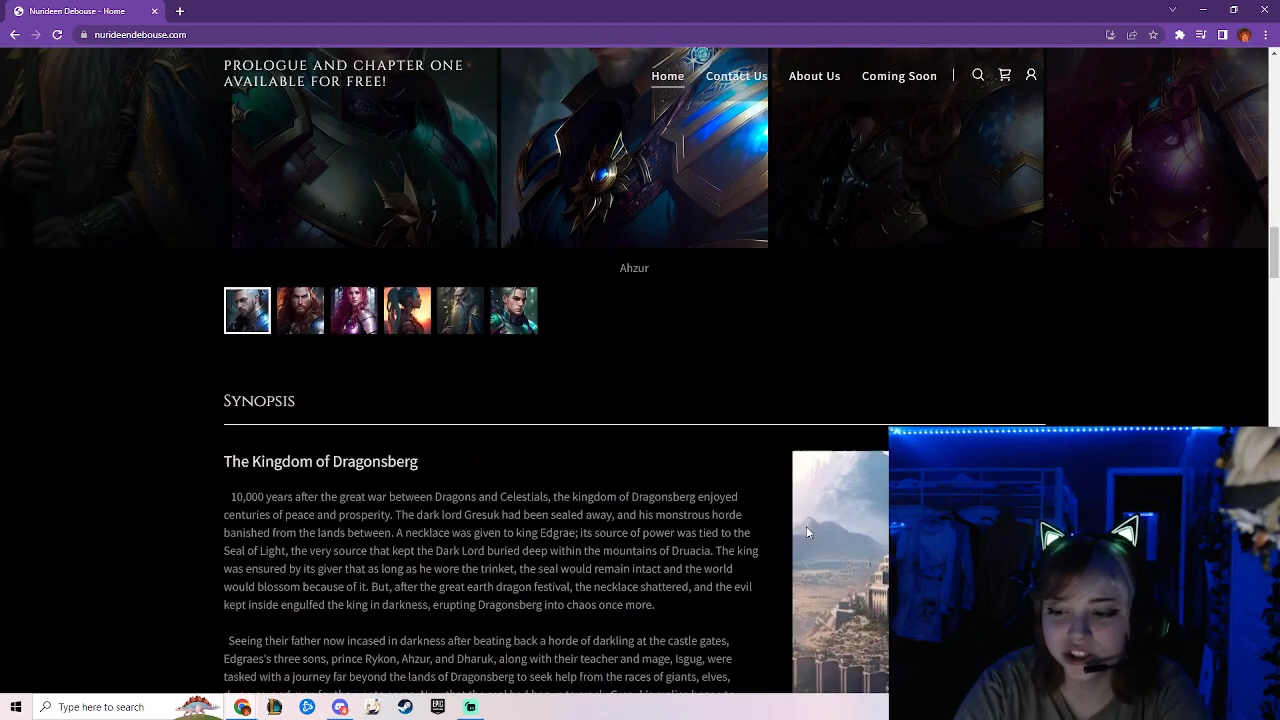 Nurideen | Home
nurideendebouse.com
PROLOGUE AND CHAPTER ONE
AVAILABLE FOR FREE!
Home
Contact Us
About Us
Coming Soon
Ahzur
Synopsis
The Kingdom of Dragonsberg
10,000 years after the great war between Dragons and Celestials, the kingdom of Dragonsberg enjoyed
centuries of peace and prosperity. The dark lord Gresuk had been sealed away, and his monstrous horde
banished from the lands between. A necklace was given to king Edgrae; its source of power was tied to the
Seal of Light, the very source that kept the Dark Lord buried deep within the mountains of Druacia. The king
was ensured by its giver that as long as he wore the trinket, the seal would remain intact and the world
would blossom because of it. But, after the great earth dragon festival, the necklace shattered, and the evil
kept inside engulfed the king in darkness, erupting Dragonsberg into chaos once more.
Seeing their father now incased in darkness after beating back a horde of darkling at the castle gates,
Edgraes's three sons, prince Rykon, Ahzur, and Dharuk, along with their teacher and mage, Isgug, were
tasked with a journey far beyond the lands of Dragonsberg to seek help from the races of giants, elves,
Type here to search